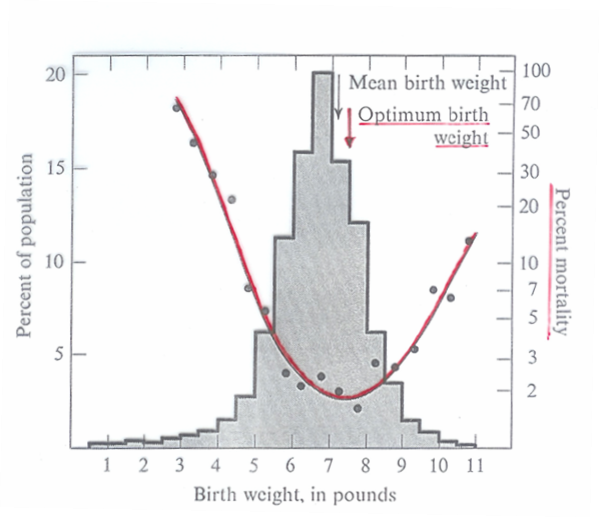 20
15
10
5
Percent of population
Mean birth weight
Optimum birth
weight
100
70
50
30
20
10
7
5
3
2
Percent mortality
1 2 3 4 5 6 7 8 9 10 11
Birth weight, in pounds